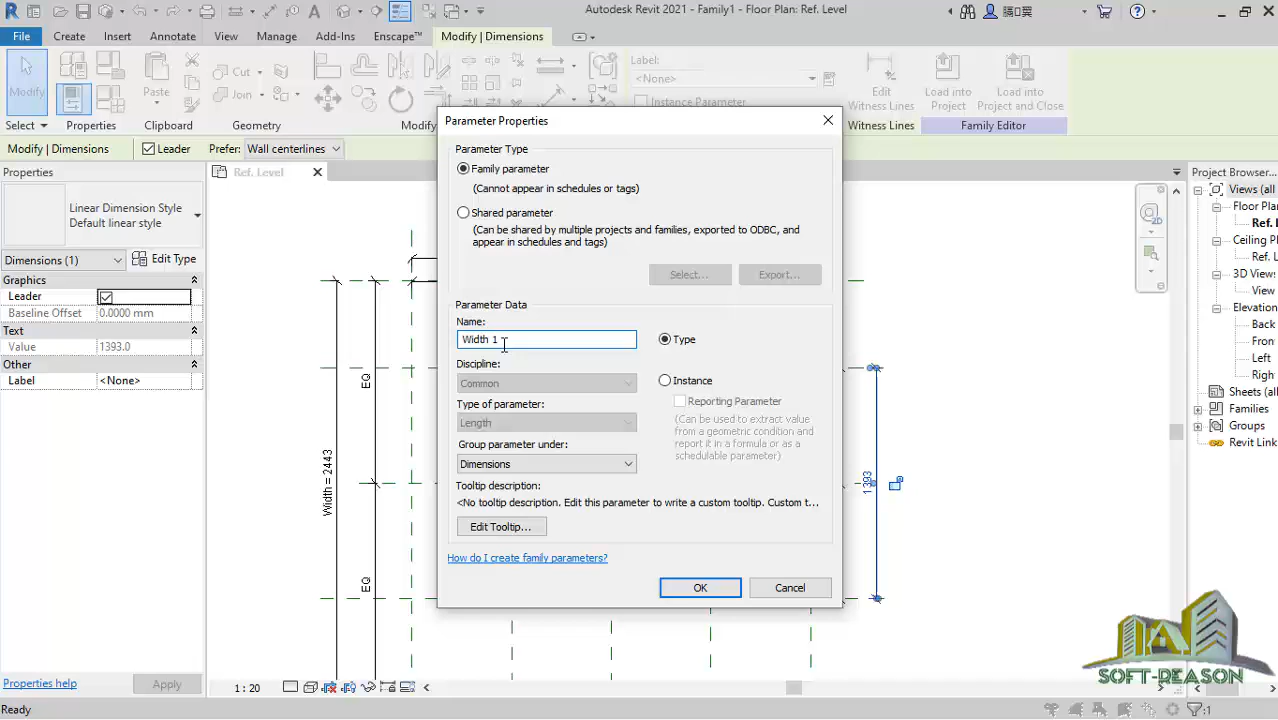 Autodesk Revit 2021 - Family1 - Floor Plan: Ref. Level
File Create Insert Annotate View Manage Add-Ins Enscape™ Modify | Dimensions
Modify
Paste
Cut
Join
Label:
<None>
Instance Parameter
Edit
Witness Lines
Load into
Project
Load into
Project and Close
Select Properties Clipboard Geometry Modify Witness Lines Family Editor
Modify | Dimensions Leader Prefer: Wall centerlines
Properties
Ref. Level
Project Browser...
Linear Dimension Style
Default linear style
Dimensions (1)
Edit Type
Graphics
Leader
Baseline Offset 0.0000 mm
Text
Value 1393.0
Other
Label <None>
Properties help
Apply
Width = 2443
EQ
EQ
1393
Parameter Properties
Parameter Type
Family parameter
(Cannot appear in schedules or tags)
Shared parameter
(Can be shared by multiple projects and families, exported to ODBC, and
appear in schedules and tags)
Select...
Export...
Parameter Data
Name:
Width 1
Type
Discipline:
Common
Instance
Reporting Parameter
(Can be used to extract value
from a geometric condition and
report it in a formula or as a
schedulable parameter)
Type of parameter:
Length
Group parameter under:
Dimensions
Tooltip description:
<No tooltip description. Edit this parameter to write a custom tooltip. Custom t...
Edit Tooltip...
How do I create family parameters?
OK
Cancel
Views (all
Floor Plan
Ref. L
Ceiling P
Ref. L
3D Views
View
Elevation
Back
Front
Left
Right
Sheets (all
Families
Groups
Revit Link
1 : 20
Ready
:1
SOFT-REASON